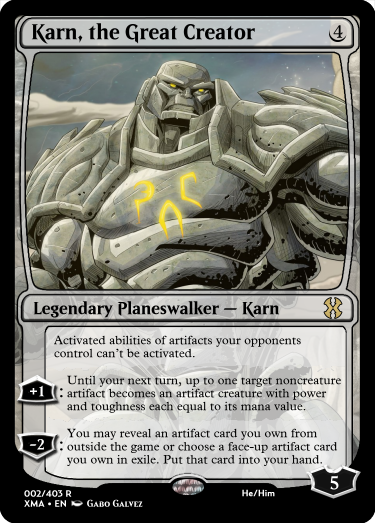 Karn, the Great Creator 4
Legendary Planeswalker — Karn
Activated abilities of artifacts your opponents
control can't be activated.
+1: Until your next turn, up to one target noncreature
artifact becomes an artifact creature with power
and toughness each equal to its mana value.
-2: You may reveal an artifact card you own from
outside the game or choose a face-up artifact card
you own in exile. Put that card into your hand.
5
002/403 R He/Him
XMA • EN Gabo Galvez